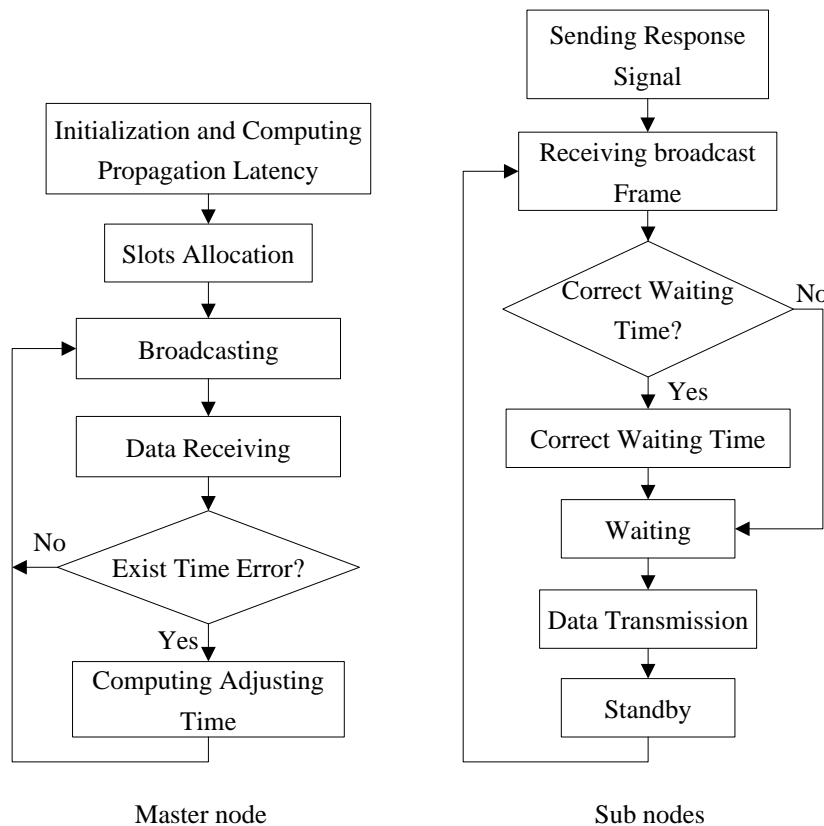 Initialization and Computing
Propagation Latency
Slots Allocation
Broadcasting
Data Receiving
No
Exist Time Error?
Yes
Computing Adjusting
Time
Master node
Sending Response
Signal
Receiving broadcast
Frame
Correct Waiting
Time?
No
Yes
Correct Waiting Time
Waiting
Data Transmission
Standby
Sub nodes